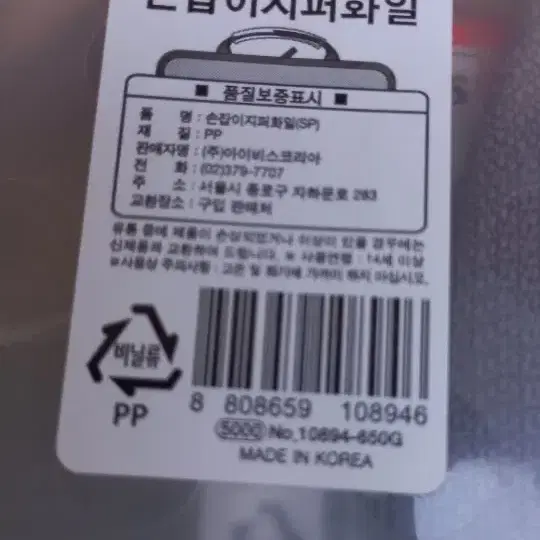 손잡이지퍼화일
■ 품질보증표시 ■
품 명 : 손잡이지퍼화일(SP)
재 질 : PP
판매자명 : (주)아이비스코리아
전 화 : (02)379-7707
주 소 : 서울시 종로구 자하문로 283
교환장소 : 구입 판매처
유통 중에 제품이 손상되었거나 이상이 있을 경우에는
신제품과 교환하여 드립니다. ※ 사용연령 : 14세 이상
※사용상 주의사항 : 고온 및 화기에 가까이 하지 마십시오.
비닐류
PP
8 808659 108946
5000 No.10894-650G
MADE IN KOREA